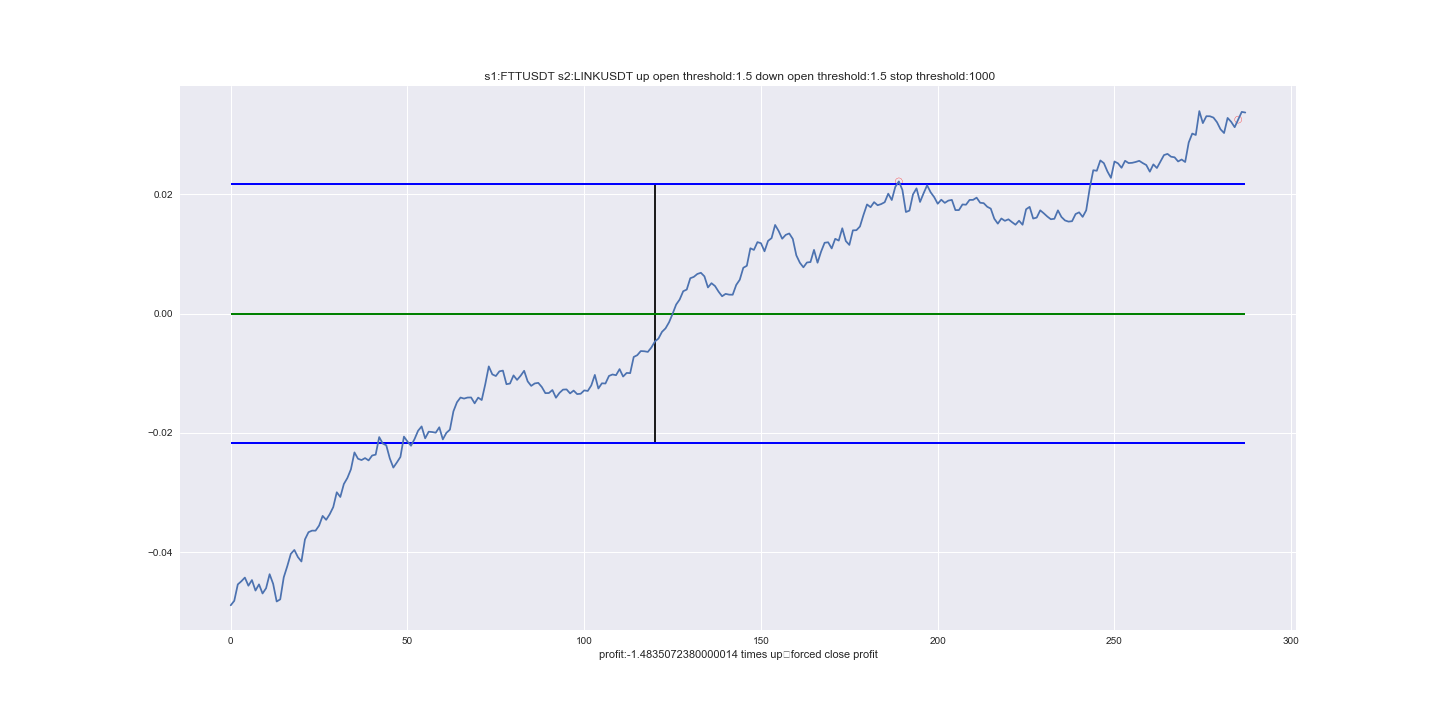 s1:FTTUSDT s2:LINKUSDT up open threshold:1.5 down open threshold:1.5 stop threshold:1000
0.02
0.00
−0.02
−0.04
0 50 100 150 200 250 300
profit:-1.4835072380000014 times up□forced close profit